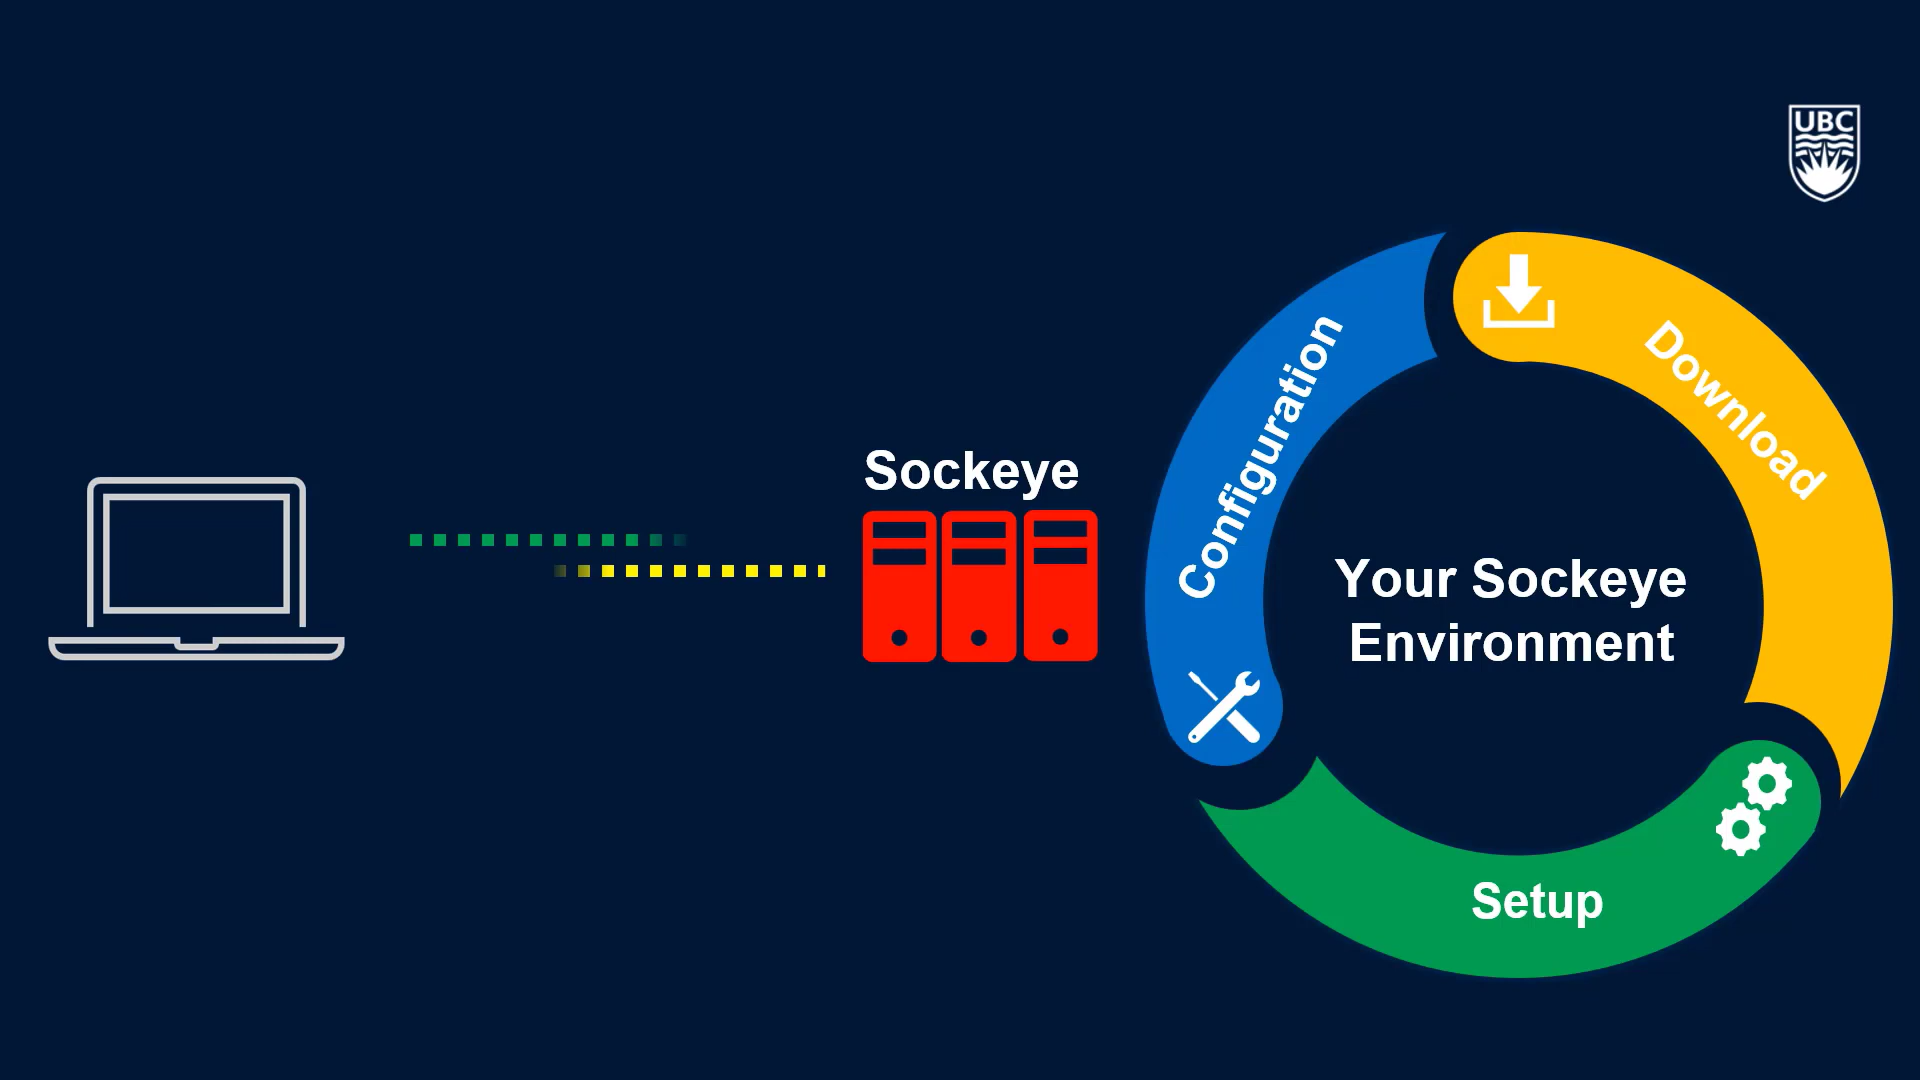 UBC
Sockeye
Configuration
Download
Your Sockeye
Environment
Setup